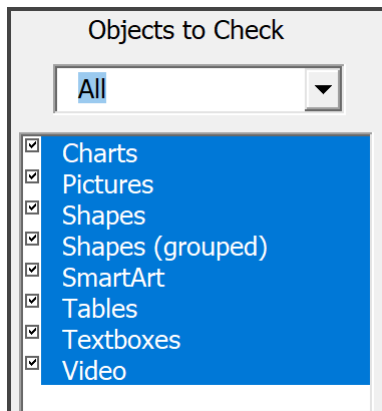 Objects to Check
All
Charts
Pictures
Shapes
Shapes (grouped)
SmartArt
Tables
Textboxes
Video